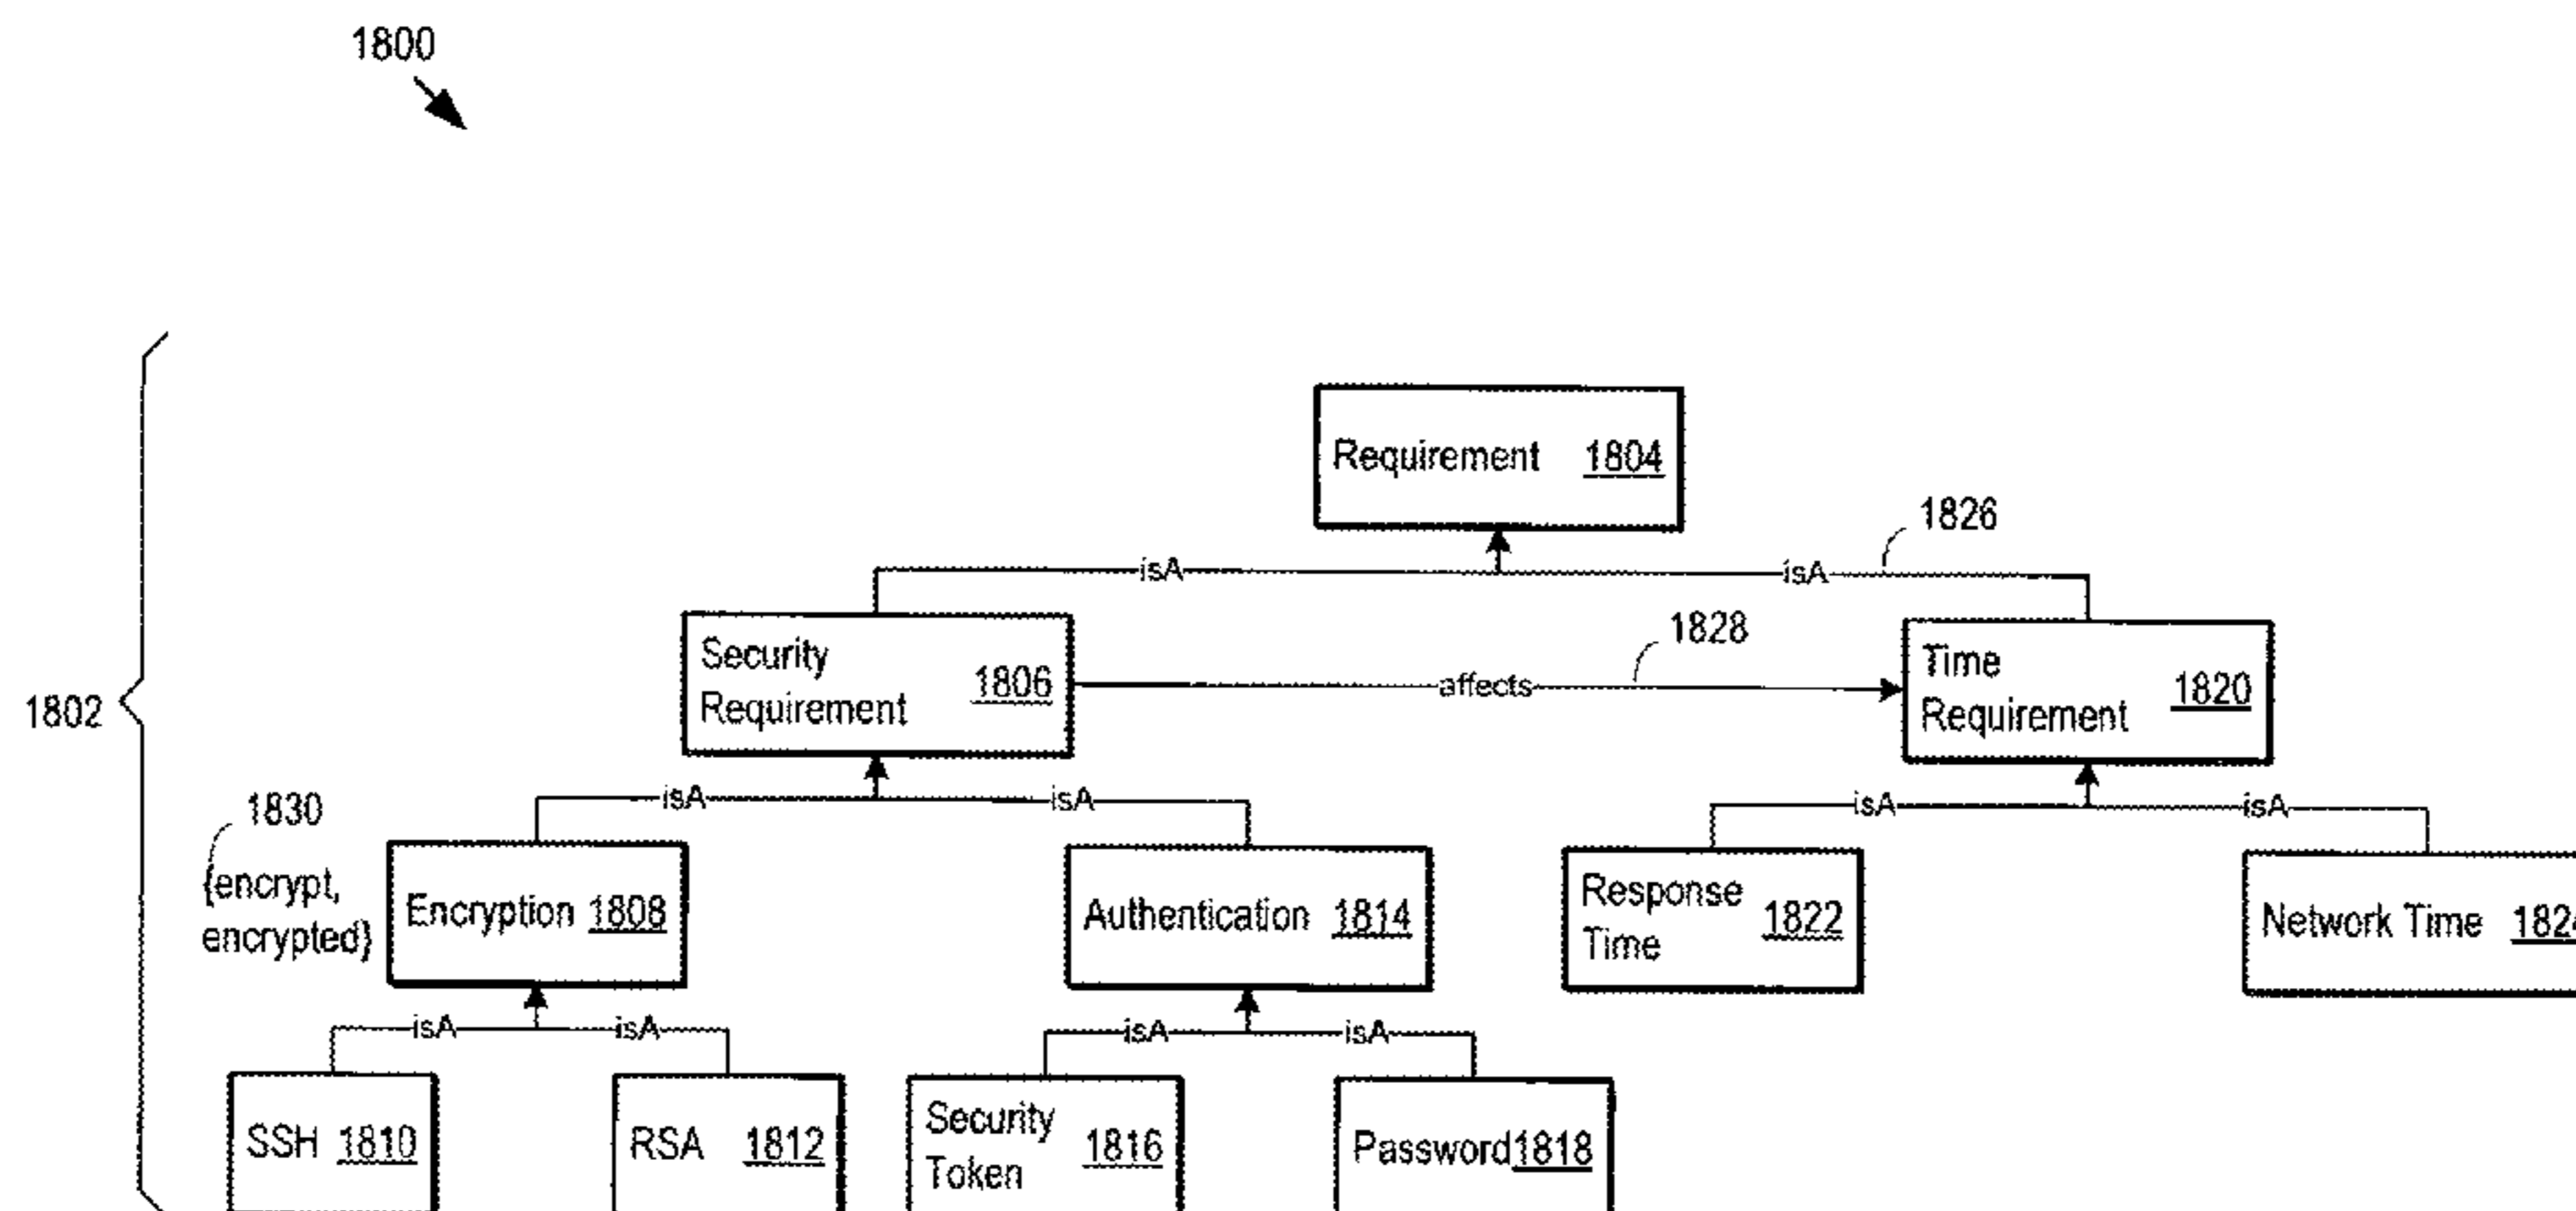 1800
Requirement 1804
1826
isA isA
1828
Security
Requirement 1806
affects
Time
Requirement 1820
1802
isA isA
isA isA
1830
{encrypt,
encrypted}
Encryption 1808
Authentication 1814
Response
Time 1822
Network Time
isA isA
isA isA
SSH 1810
RSA 1812
Security
Token 1816
Password 1818